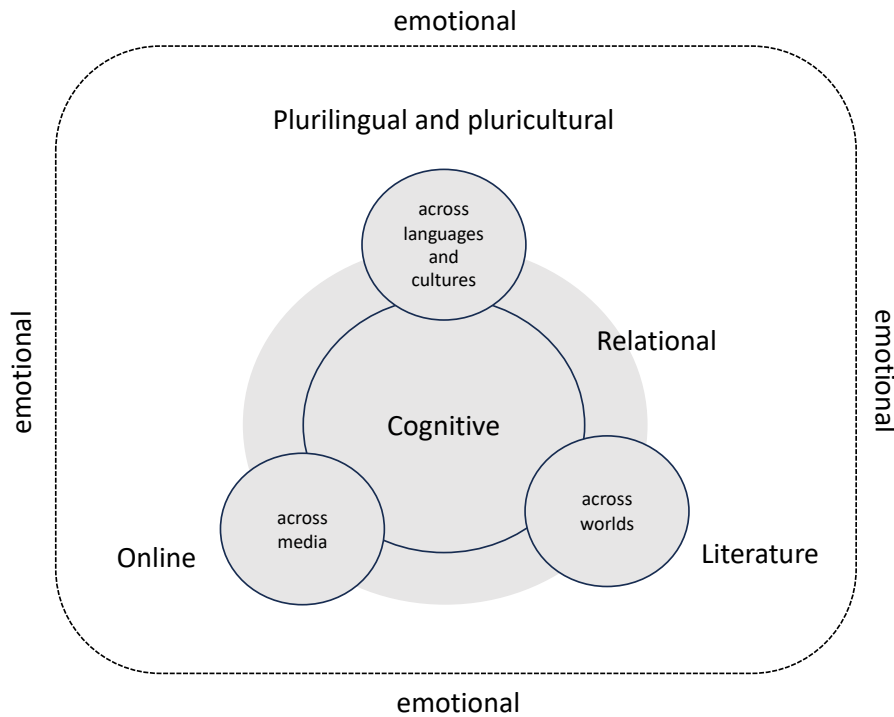 emotional
Plurilingual and pluricultural
across
languages
and
cultures
emotional
emotional
Relational
Cognitive
across
media
across
worlds
Online
Literature
emotional